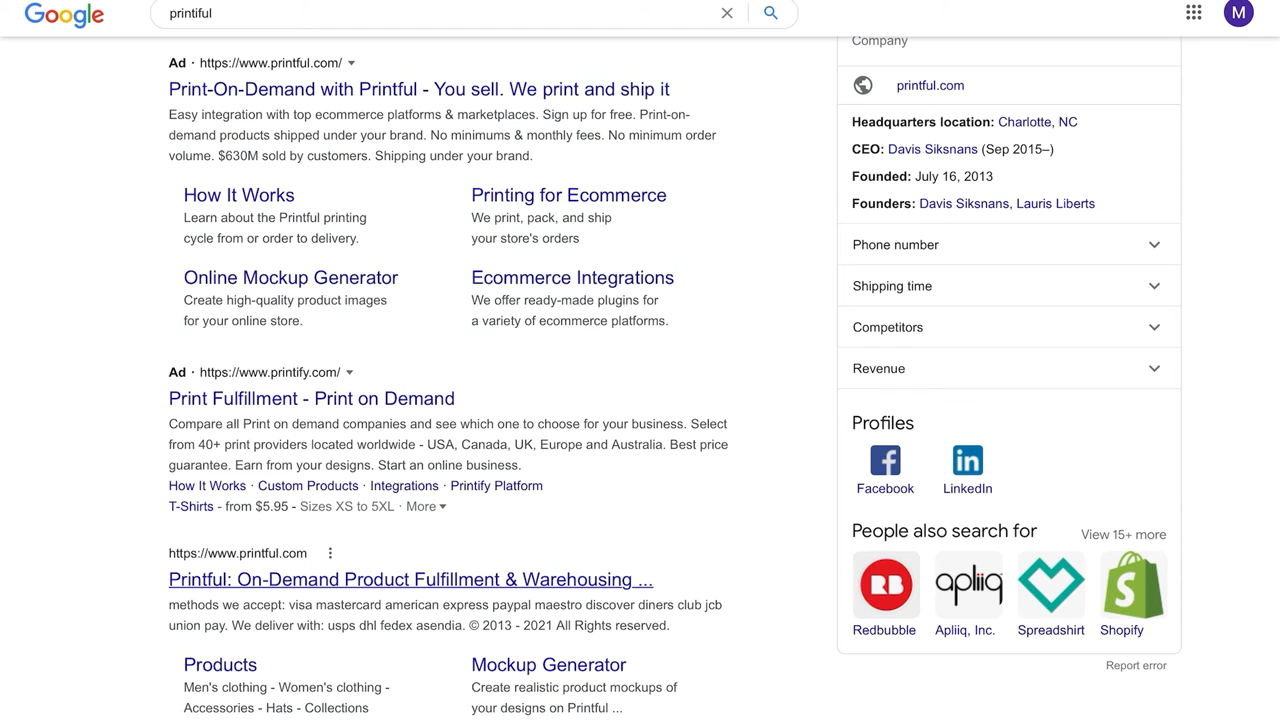 Google
printiful
M
Ad · https://www.printful.com/
Print-On-Demand with Printful - You sell. We print and ship it
Easy integration with top ecommerce platforms & marketplaces. Sign up for free. Print-on-
demand products shipped under your brand. No minimums & monthly fees. No minimum order
volume. $630M sold by customers. Shipping under your brand.
How It Works
Learn about the Printful printing
cycle from or order to delivery.
Printing for Ecommerce
We print, pack, and ship
your store's orders
Online Mockup Generator
Create high-quality product images
for your online store.
Ecommerce Integrations
We offer ready-made plugins for
a variety of ecommerce platforms.
Ad · https://www.printify.com/
Print Fulfillment - Print on Demand
Compare all Print on demand companies and see which one to choose for your business. Select
from 40+ print providers located worldwide - USA, Canada, UK, Europe and Australia. Best price
guarantee. Earn from your designs. Start an online business.
How It Works · Custom Products · Integrations · Printify Platform
T-Shirts - from $5.95 - Sizes XS to 5XL · More
https://www.printful.com
Printful: On-Demand Product Fulfillment & Warehousing ...
methods we accept: visa mastercard american express paypal maestro discover diners club jcb
union pay. We deliver with: usps dhl fedex asendia. © 2013 - 2021 All Rights reserved.
Products
Men's clothing - Women's clothing -
Accessories - Hats - Collections
Mockup Generator
Create realistic product mockups of
your designs on Printful ...
Company
printful.com
Headquarters location: Charlotte, NC
CEO: Davis Siksnans (Sep 2015–)
Founded: July 16, 2013
Founders: Davis Siksnans, Lauris Liberts
Phone number
Shipping time
Competitors
Revenue
Profiles
Facebook
LinkedIn
People also search for
View 15+ more
RB
apliiq
Redbubble
Apliiq, Inc.
Spreadshirt
Shopify
Report error